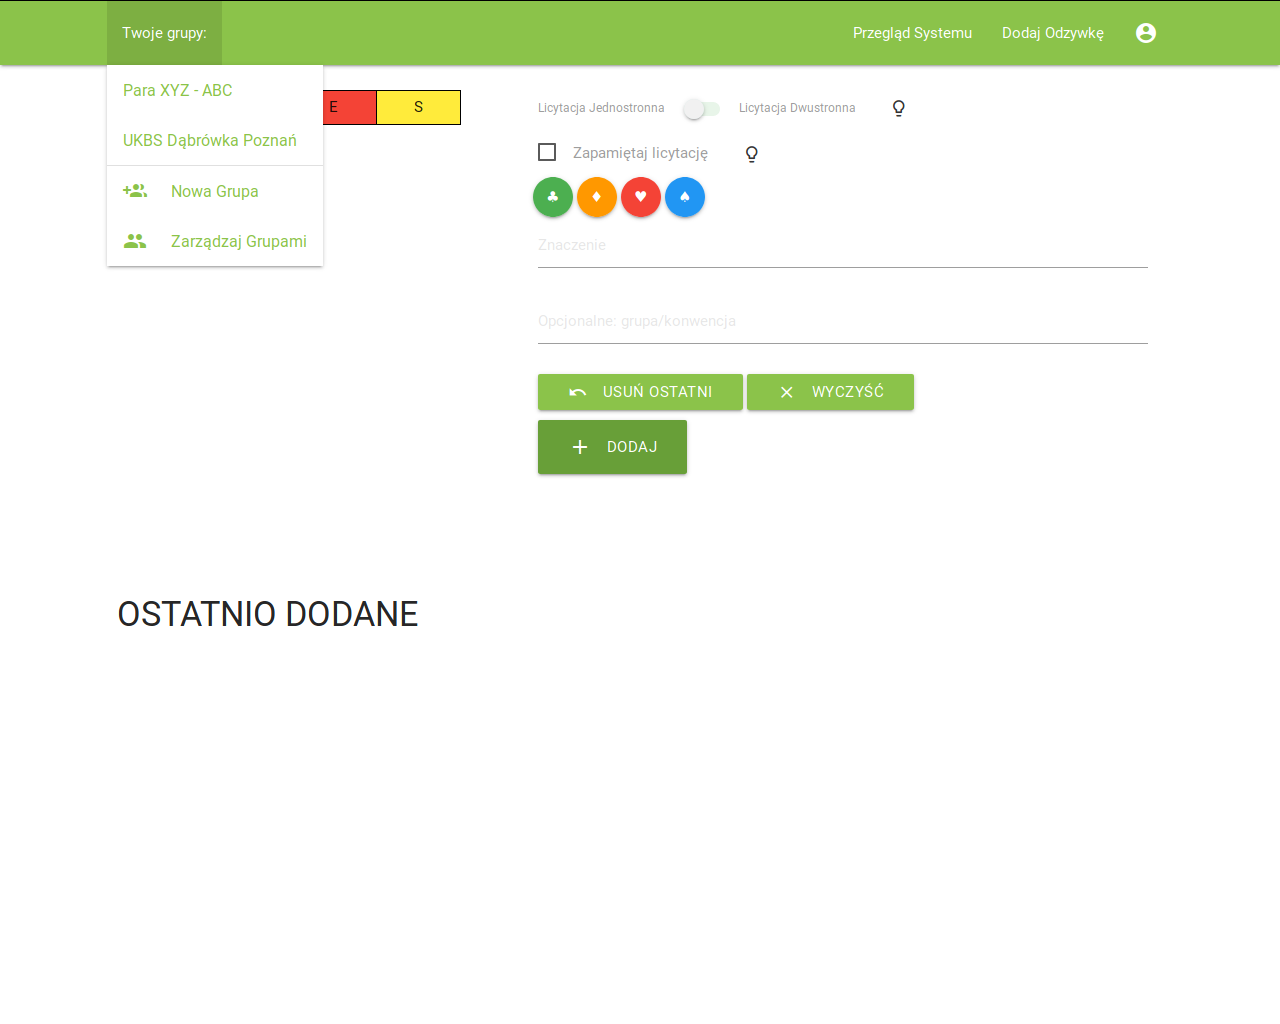 Twoje grupy:
Przegląd Systemu
Dodaj Odzywkę
Para XYZ - ABC
UKBS Dąbrówka Poznań
Nowa Grupa
Zarządzaj Grupami
E
S
Licytacja Jednostronna
Licytacja Dwustronna
Zapamiętaj licytację
♣ ♦ ♥ ♠
Znaczenie
Opcjonalne: grupa/konwencja
USUŃ OSTATNI
WYCZYŚĆ
DODAJ
OSTATNIO DODANE